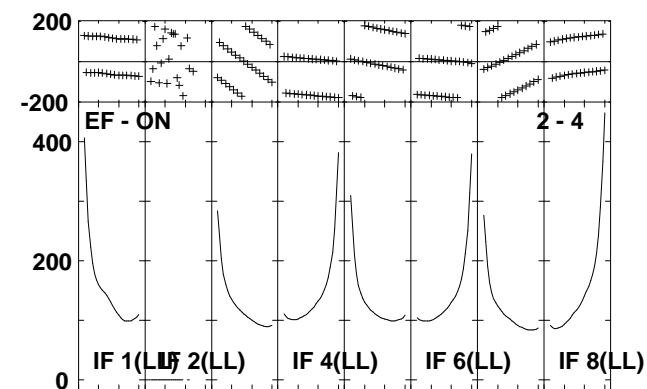 200
0
-200
EF - ON
2 - 4
400
200
0
IF 1(LL)
IF 2(LL)
IF 4(LL)
IF 6(LL)
IF 8(LL)